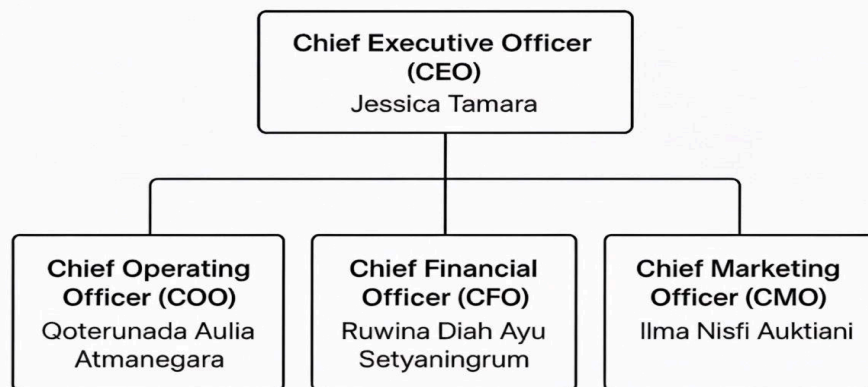 Chief Executive Officer
(CEO)
Jessica Tamara
Chief Operating
Officer (COO)
Qoterunada Aulia
Atmanegara
Chief Financial
Officer (CFO)
Ruwina Diah Ayu
Setyaningrum
Chief Marketing
Officer (CMO)
Ilma Nisfi Auktiani